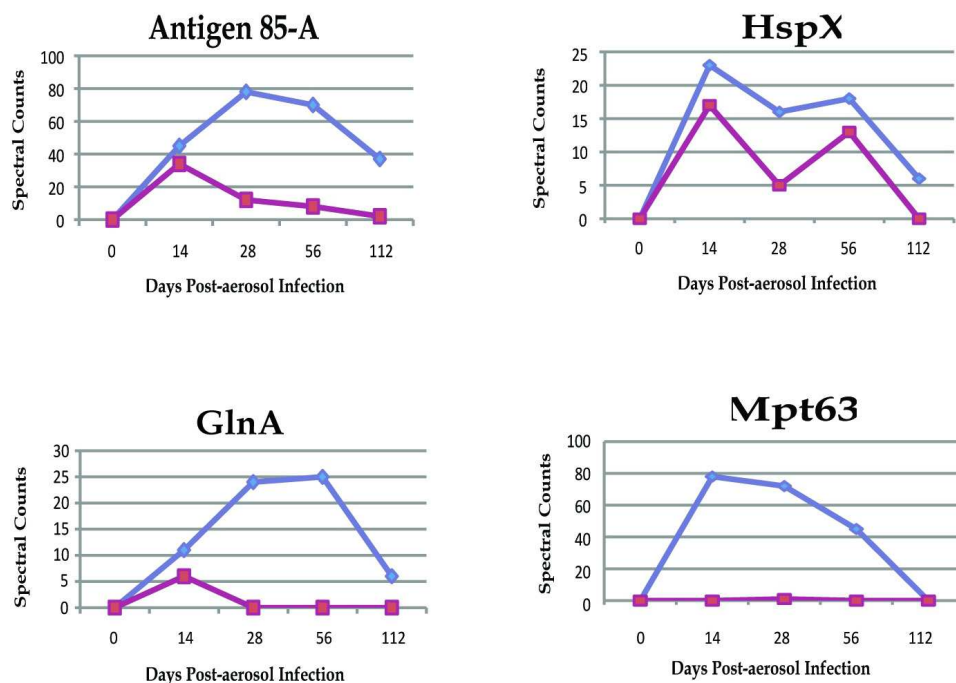 Antigen 85-A
Spectral Counts
100
80
60
40
20
0
0 14 28 56 112
Days Post-aerosol Infection
HspX
Spectral Counts
25
20
15
10
5
0
0 14 28 56 112
Days Post-aerosol Infection
GlnA
Spectral Counts
30
25
20
15
10
5
0
0 14 28 56 112
Days Post-aerosol Infection
Mpt63
Spectral Counts
100
80
60
40
20
0
0 14 28 56 112
Days Post-aerosol Infection